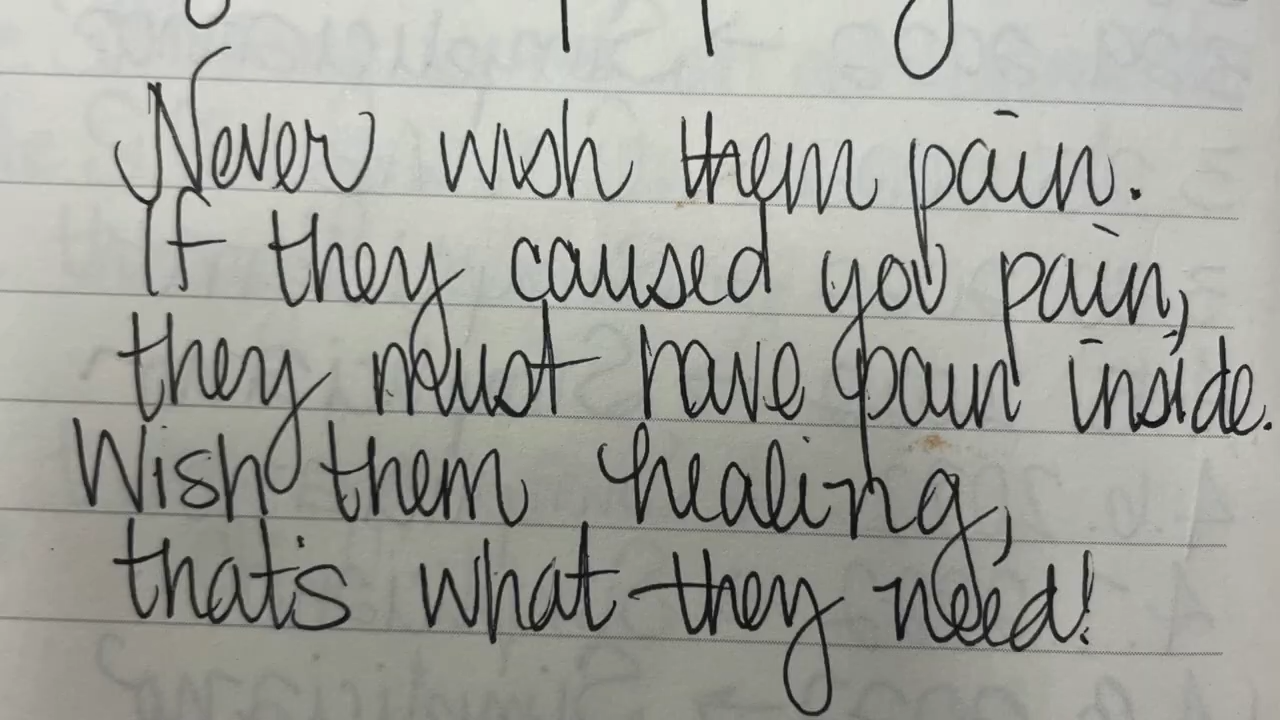 Never wish them pain.
If they caused you pain,
they must have pain inside.
Wish them healing,
that's what they need!